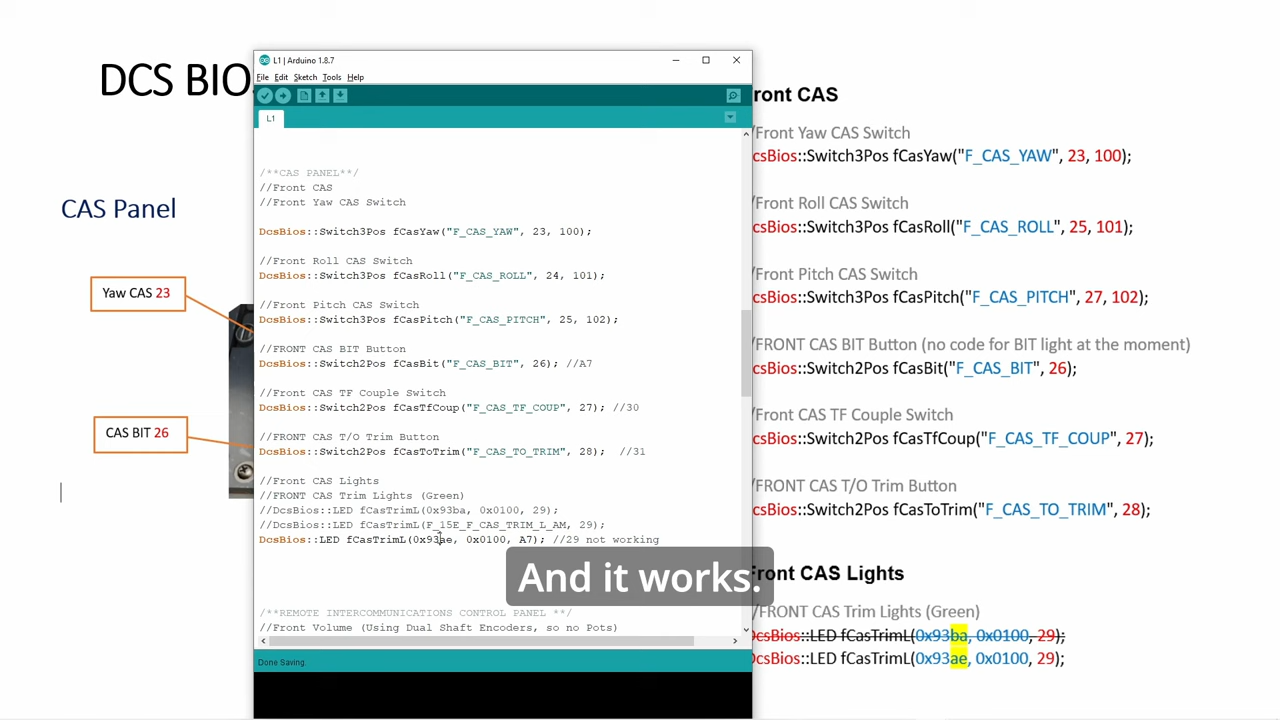 DCS BIO
CAS Panel
Yaw CAS 23
CAS BIT 26
L1 | Arduino 1.8.7
File Edit Sketch Tools Help
L1
/**CAS PANEL**/
//Front CAS
//Front Yaw CAS Switch
DcsBios::Switch3Pos fCasYaw("F_CAS_YAW", 23, 100);
//Front Roll CAS Switch
DcsBios::Switch3Pos fCasRoll("F_CAS_ROLL", 24, 101);
//Front Pitch CAS Switch
DcsBios::Switch3Pos fCasPitch("F_CAS_PITCH", 25, 102);
//FRONT CAS BIT Button
DcsBios::Switch2Pos fCasBit("F_CAS_BIT", 26); //A7
//Front CAS TF Couple Switch
DcsBios::Switch2Pos fCasTfCoup("F_CAS_TF_COUP", 27); //30
//FRONT CAS T/O Trim Button
DcsBios::Switch2Pos fCasToTrim("F_CAS_TO_TRIM", 28); //31
//Front CAS Lights
//FRONT CAS Trim Lights (Green)
//DcsBios::LED fCasTrimL(0x93ba, 0x0100, 29);
//DcsBios::LED fCasTrimL(F_15E_F_CAS_TRIM_L_AM, 29);
DcsBios::LED fCasTrimL(0x93ae, 0x0100, A7); //29 not working
/**REMOTE INTERCOMMUNICATIONS CONTROL PANEL **/
//Front Volume (Using Dual Shaft Encoders, so no Pots)
Done Saving.
ront CAS
/Front Yaw CAS Switch
csBios::Switch3Pos fCasYaw("F_CAS_YAW", 23, 100);
/Front Roll CAS Switch
csBios::Switch3Pos fCasRoll("F_CAS_ROLL", 25, 101);
/Front Pitch CAS Switch
csBios::Switch3Pos fCasPitch("F_CAS_PITCH", 27, 102);
/FRONT CAS BIT Button (no code for BIT light at the moment)
csBios::Switch2Pos fCasBit("F_CAS_BIT", 26);
/Front CAS TF Couple Switch
csBios::Switch2Pos fCasTfCoup("F_CAS_TF_COUP", 27);
/FRONT CAS T/O Trim Button
csBios::Switch2Pos fCasToTrim("F_CAS_TO_TRIM", 28);
ront CAS Lights
/FRONT CAS Trim Lights (Green)
csBios::LED fCasTrimL(0x93ba, 0x0100, 29);
csBios::LED fCasTrimL(0x93ae, 0x0100, 29);
And it works.